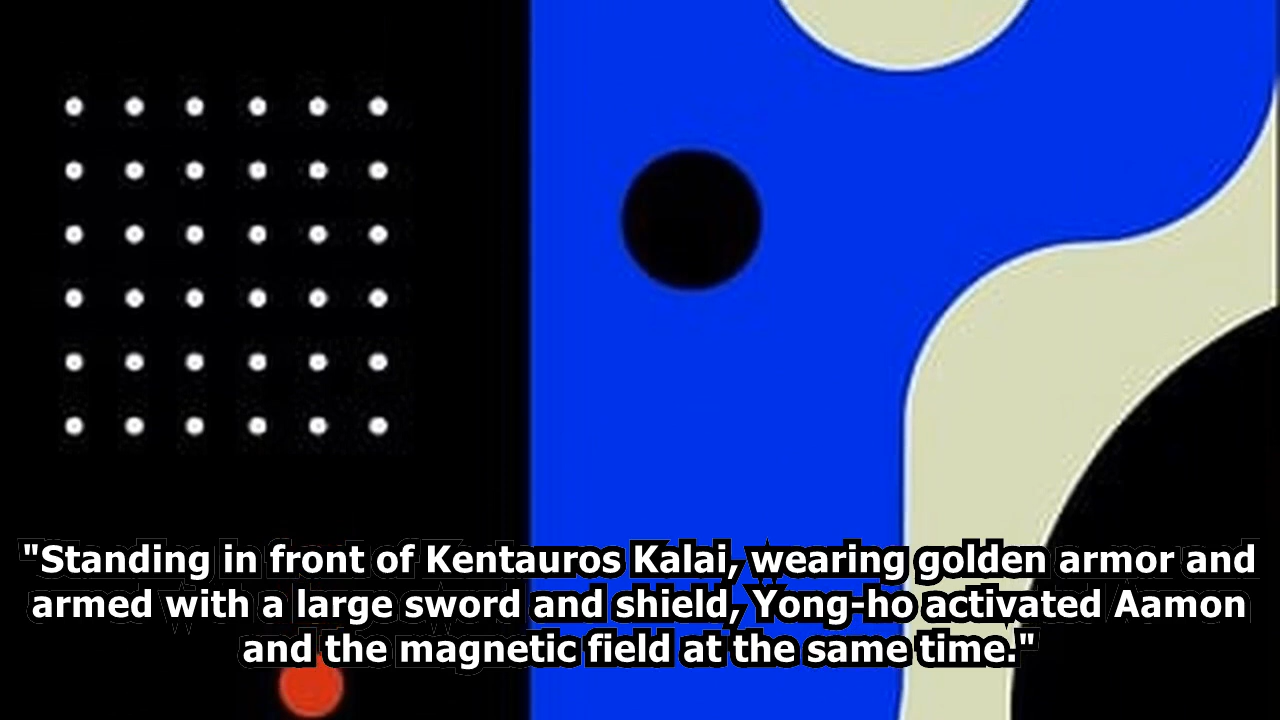 "Standing in front of Kentauros Kalai, wearing golden armor and
armed with a large sword and shield, Yong-ho activated Aamon
and the magnetic field at the same time."